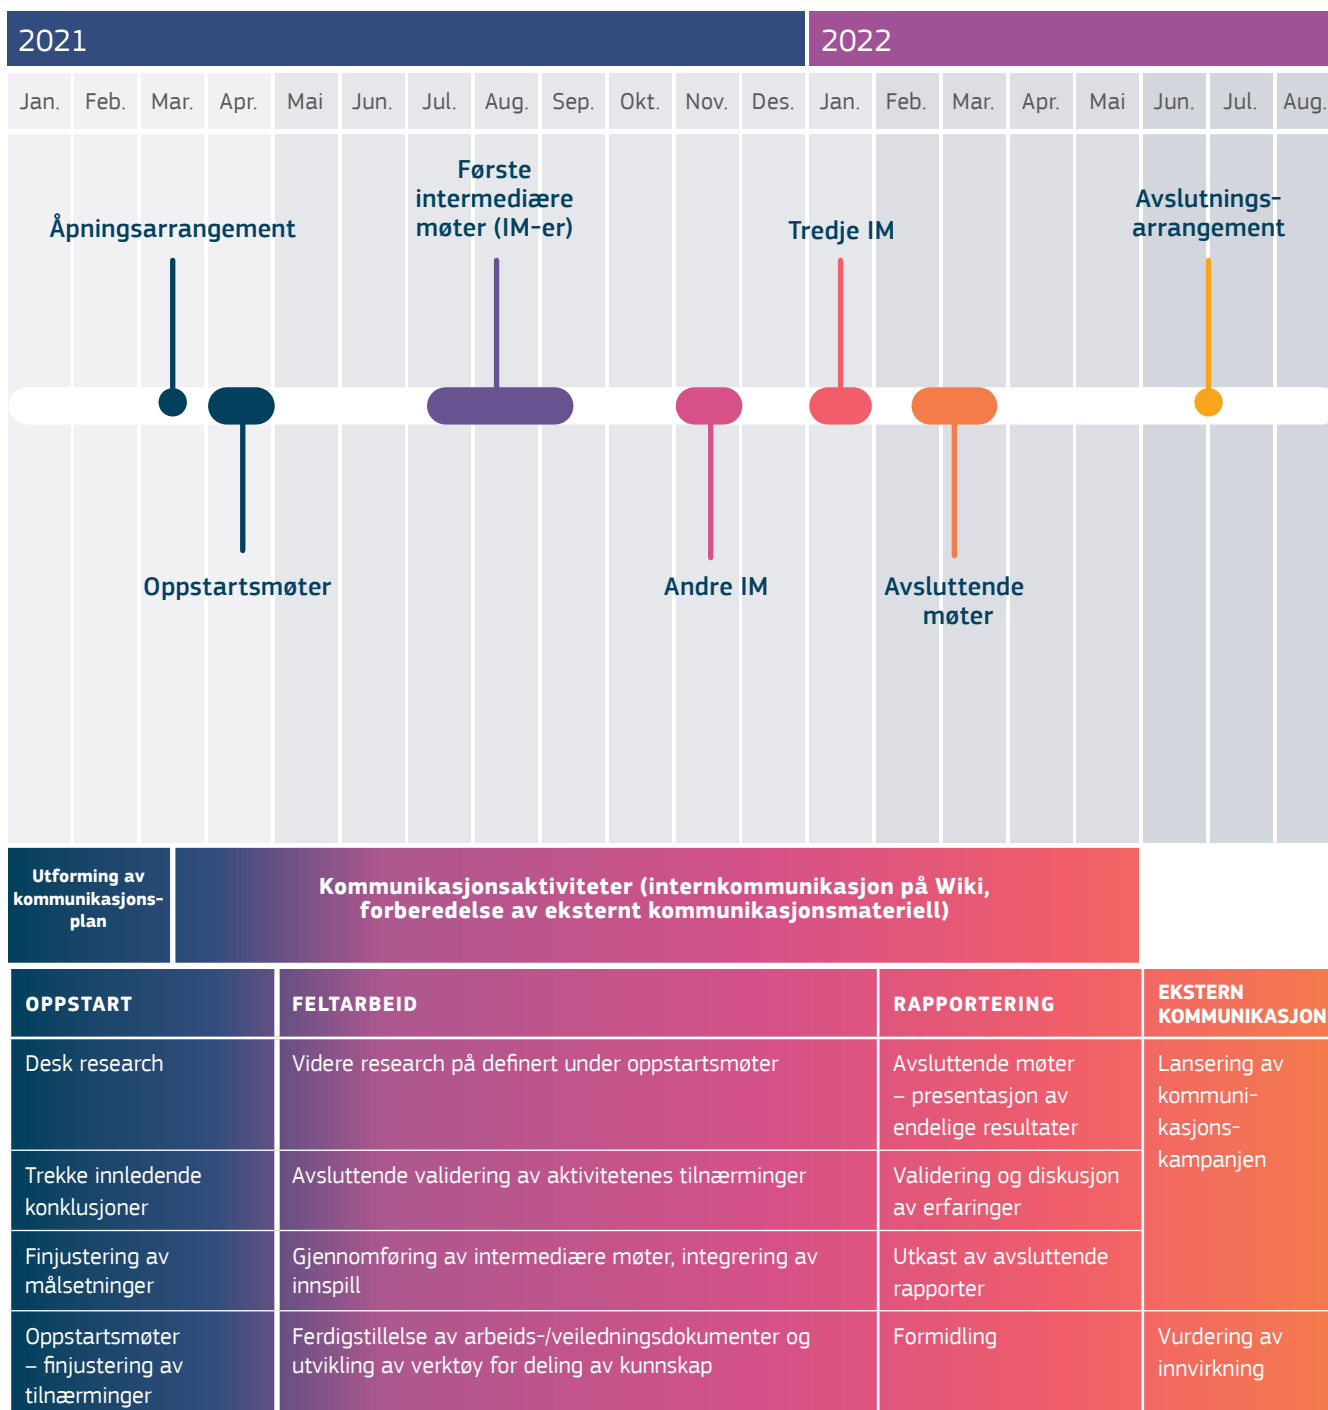 2021
2022
Jan. Feb. Mar. Apr. Mai Jun. Jul. Aug. Sep. Okt. Nov. Des. Jan. Feb. Mar. Apr. Mai Jun. Jul. Aug.
Åpningsarrangement
Første
intermediære
møter (IM-er)
Tredje IM
Avslutnings-
arrangement
Oppstartsmøter
Andre IM
Avsluttende
møter
Utforming av
kommunikasjons-
plan
Kommunikasjonsaktiviteter (internkommunikasjon på Wiki,
forberedelse av eksternt kommunikasjonsmateriell)
OPPSTART
FELTARBEID
RAPPORTERING
EKSTERN
KOMMUNIKASJON
Desk research
Videre research på definert under oppstartsmøter
Avsluttende møter
– presentasjon av
endelige resultater
Lansering av
kommuni-
kasjons-
kampanjen
Trekke innledende
konklusjoner
Avsluttende validering av aktivitetenes tilnærminger
Validering og diskusjon
av erfaringer
Finjustering av
målsetninger
Gjennomføring av intermediære møter, integrering av
innspill
Utkast av avsluttende
rapporter
Oppstartsmøter
– finjustering av
tilnærminger
Ferdigstillelse av arbeids-/veiledningsdokumenter og
utvikling av verktøy for deling av kunnskap
Formidling
Vurdering av
innvirkning